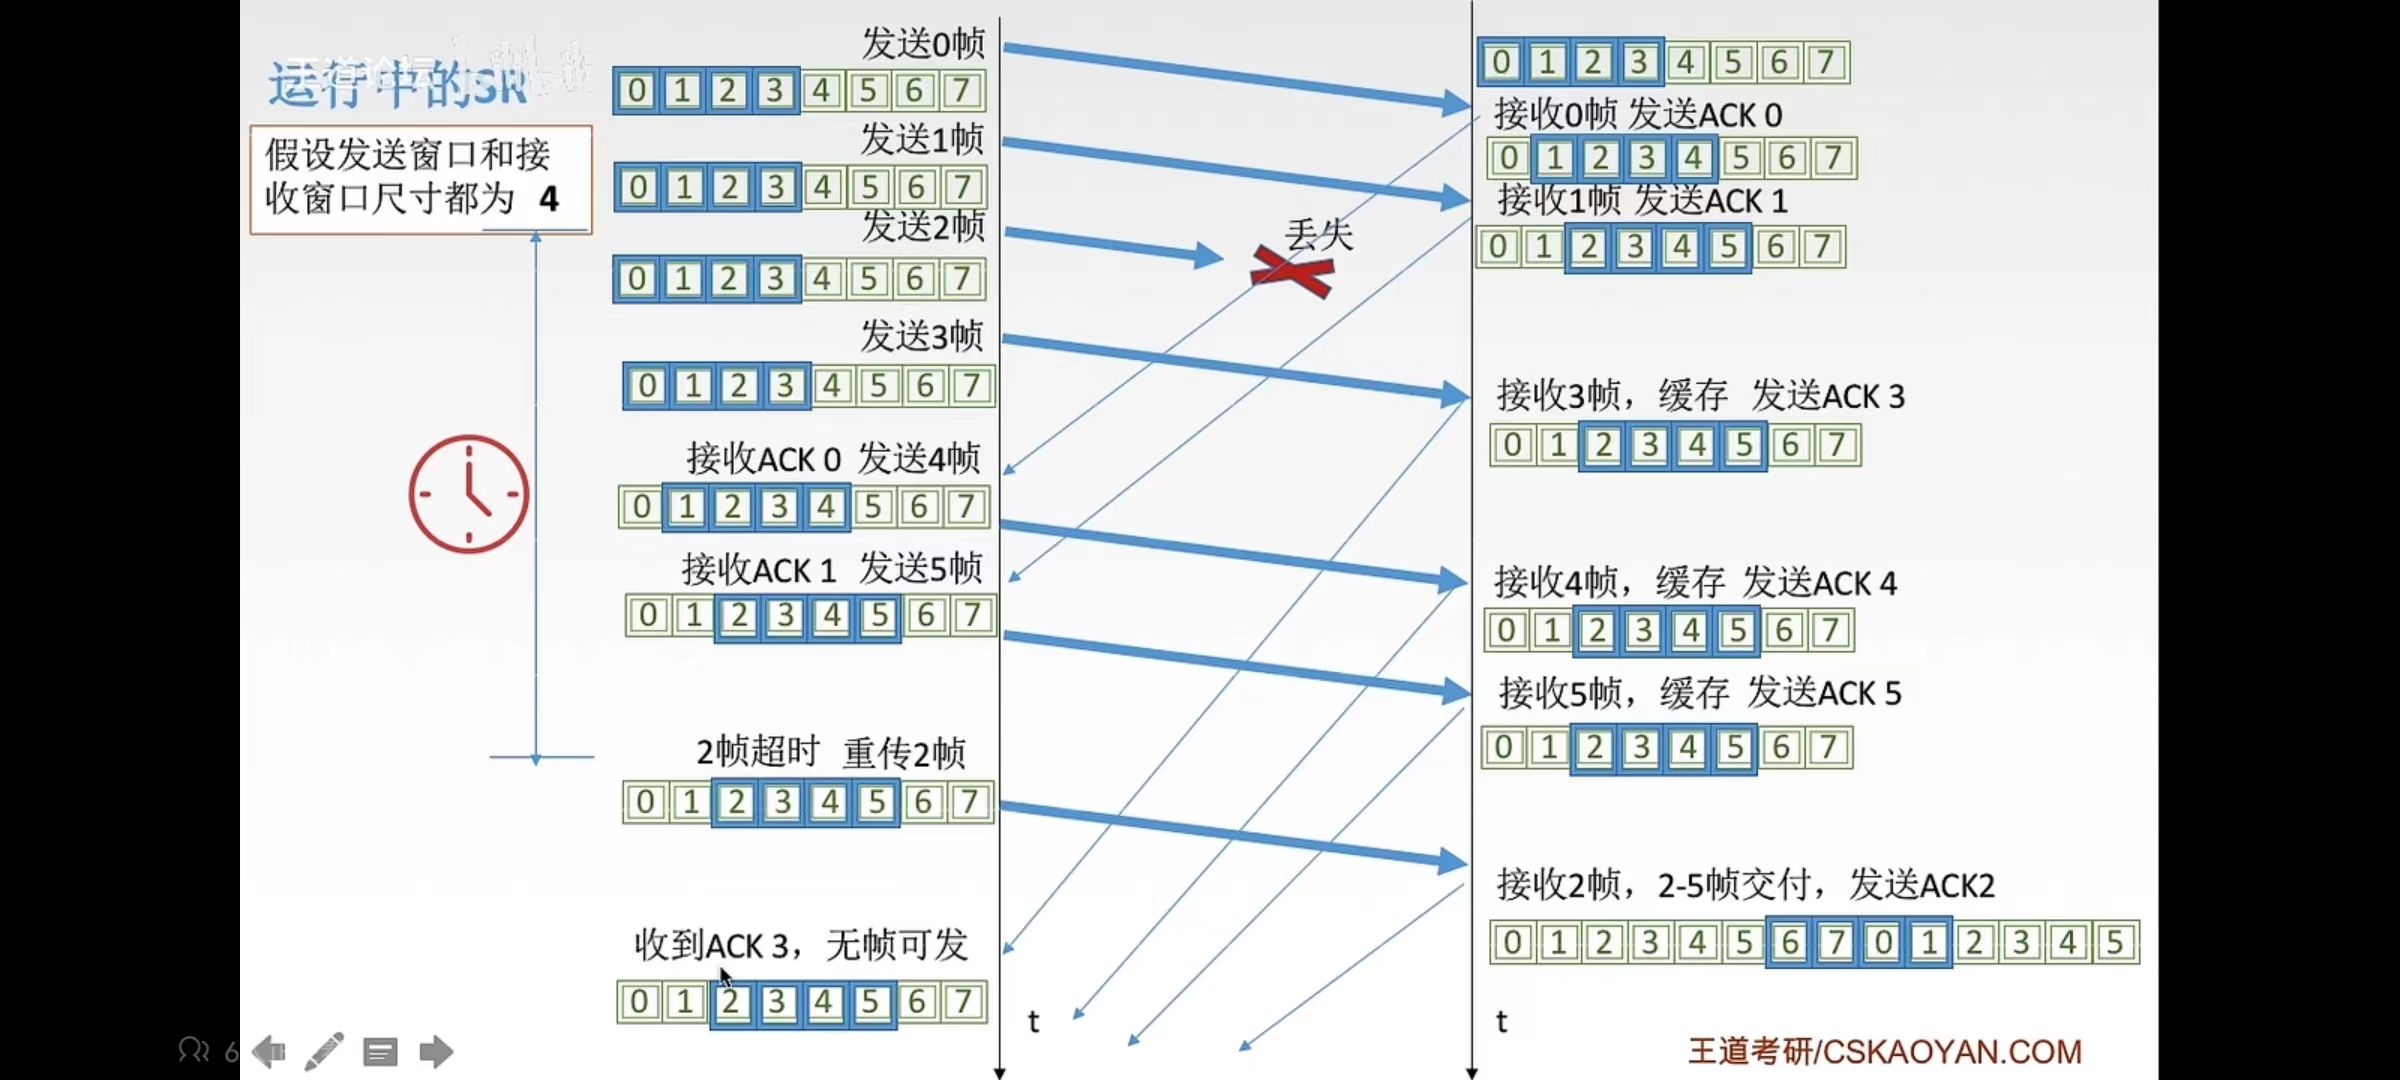 运行中的SR
王道论坛
假设发送窗口和接
收窗口尺寸都为 4
发送0帧
0 1 2 3 4 5 6 7
发送1帧
0 1 2 3 4 5 6 7
发送2帧
0 1 2 3 4 5 6 7
发送3帧
0 1 2 3 4 5 6 7
接收ACK 0 发送4帧
0 1 2 3 4 5 6 7
接收ACK 1 发送5帧
0 1 2 3 4 5 6 7
2帧超时 重传2帧
0 1 2 3 4 5 6 7
收到ACK 3，无帧可发
0 1 2 3 4 5 6 7
丢失
t
0 1 2 3 4 5 6 7
接收0帧 发送ACK 0
0 1 2 3 4 5 6 7
接收1帧 发送ACK 1
0 1 2 3 4 5 6 7
接收3帧，缓存 发送ACK 3
0 1 2 3 4 5 6 7
接收4帧，缓存 发送ACK 4
0 1 2 3 4 5 6 7
接收5帧，缓存 发送ACK 5
0 1 2 3 4 5 6 7
接收2帧，2-5帧交付，发送ACK2
0 1 2 3 4 5 6 7 0 1 2 3 4 5
t
王道考研/CSKAOYAN.COM
6